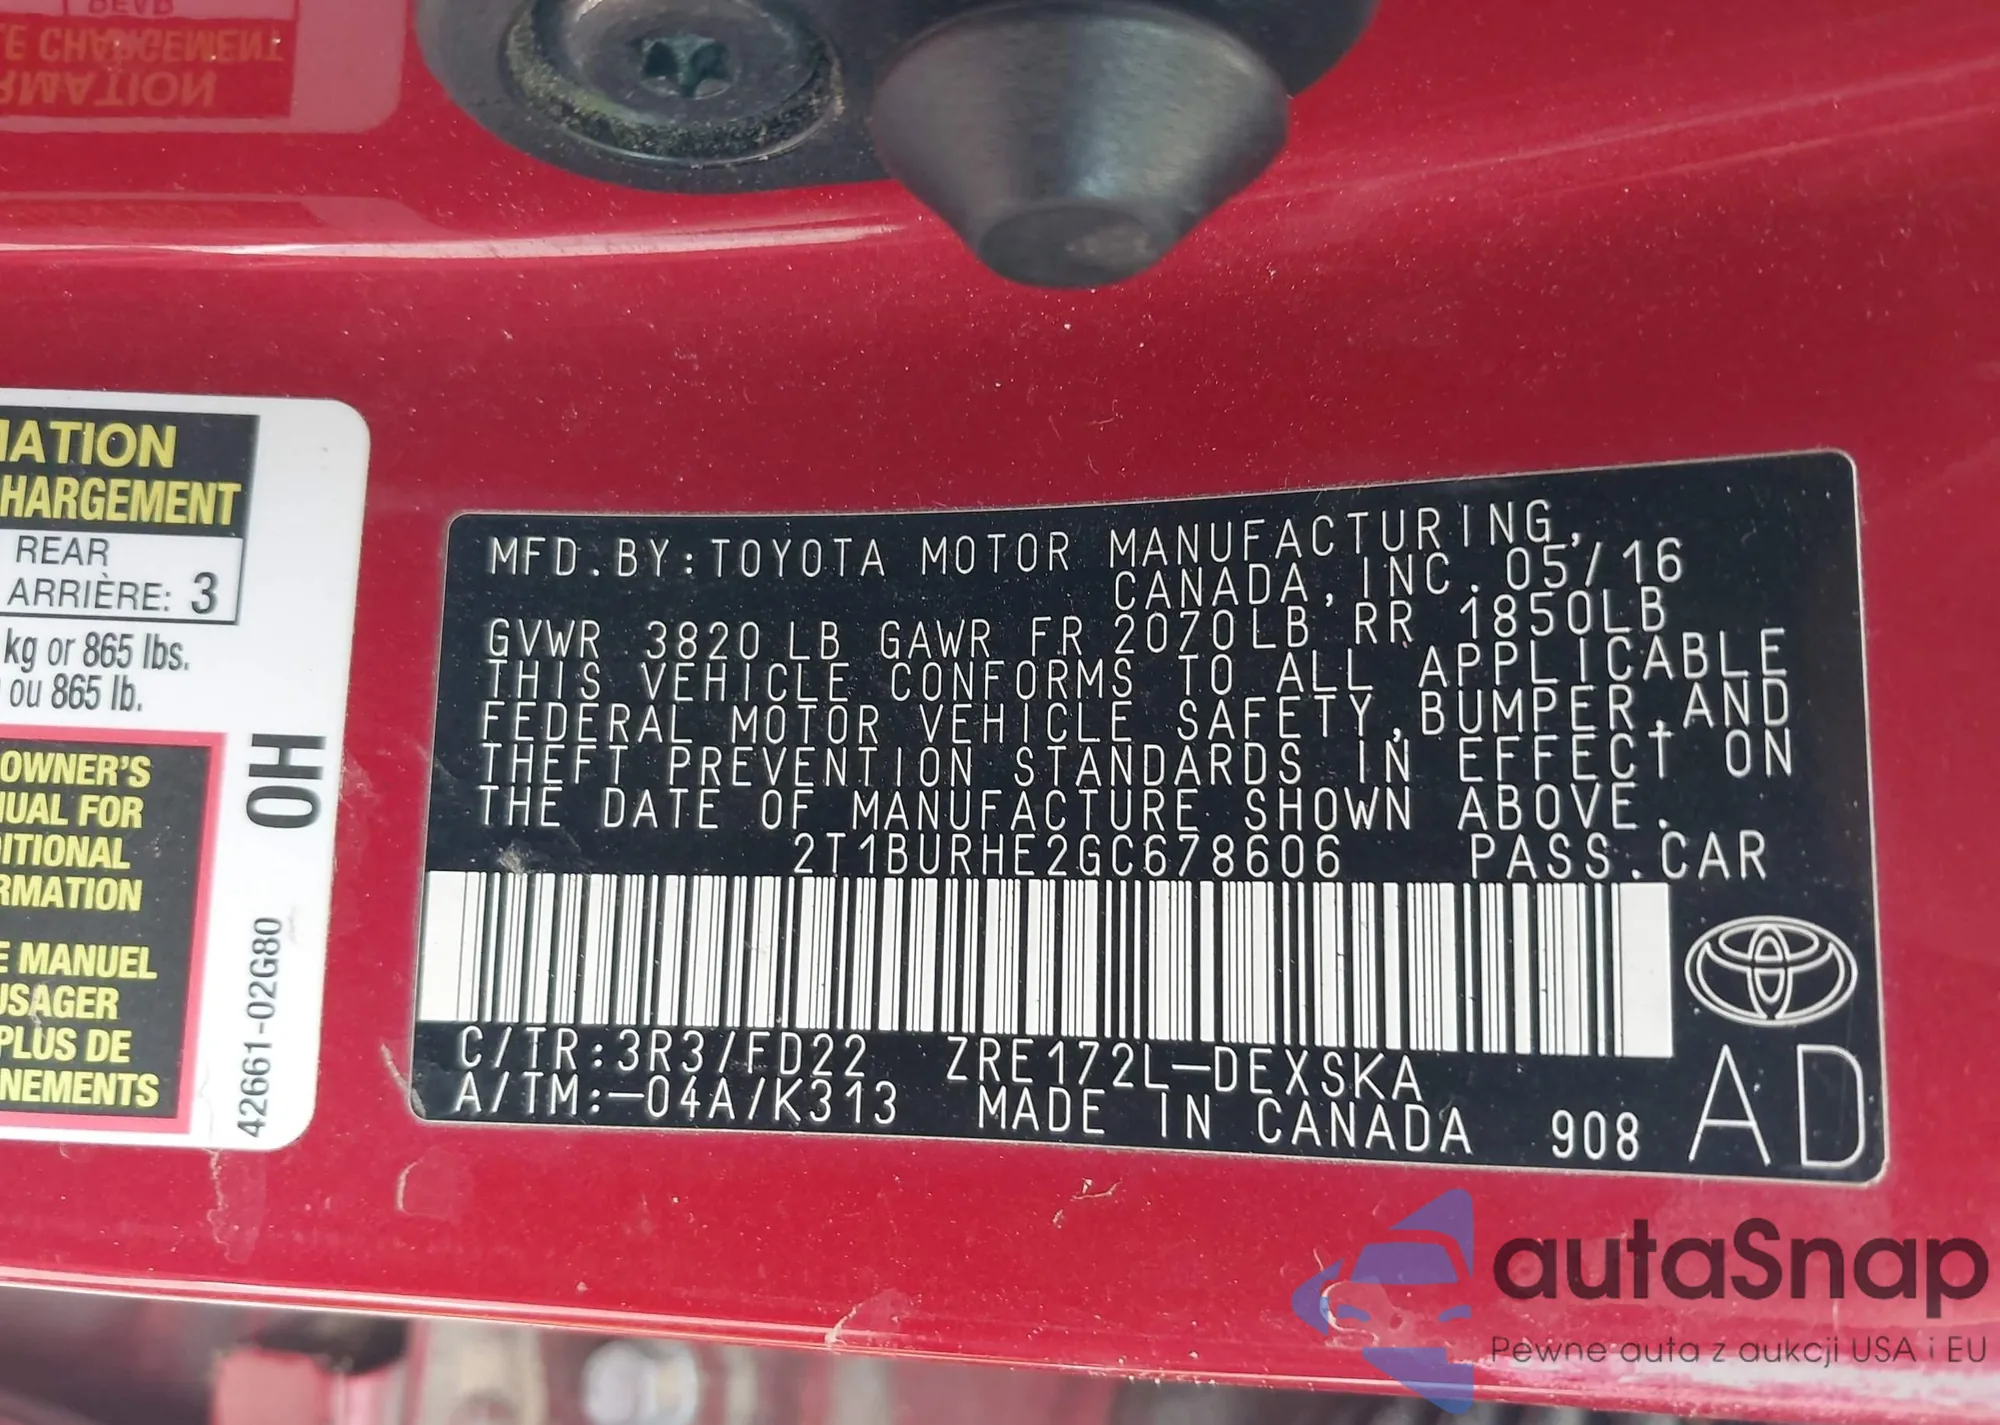 MATION
HARGEMENT
REAR
ARRIÈRE: 3
kg or 865 lbs.
ou 865 lb.
OWNER'S
UAL FOR
ITIONAL
RMATION
E MANUEL
USAGER
PLUS DE
NEMENTS
OH
42661-02G80
MFD.BY:TOYOTA MOTOR MANUFACTURING,
CANADA,INC.05/16
GVWR 3820LB GAWR FR 2070LB RR 1850LB
THIS VEHICLE CONFORMS TO ALL APPLICABLE
FEDERAL MOTOR VEHICLE SAFETY,BUMPER,AND
THEFT PREVENTION STANDARDS IN EFFECT ON
THE DATE OF MANUFACTURE SHOWN ABOVE.
2T1BURHE2GC678606 PASS.CAR
C/TR:3R3/FD22 ZRE172L-DEXSKA
A/TM:-04A/K313 MADE IN CANADA 908 AD
autaSnap
Pewne auta z aukcji USA i EU